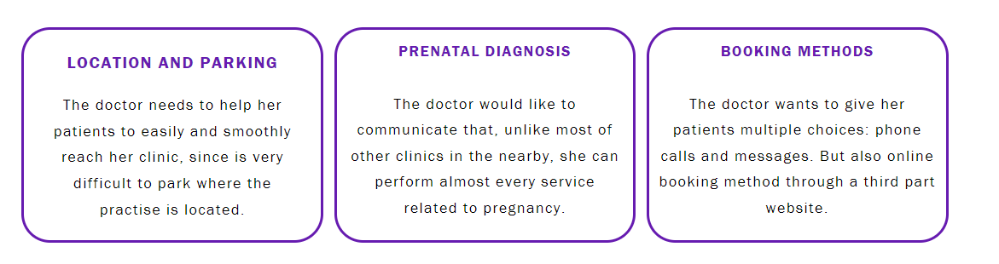 LOCATION AND PARKING
The doctor needs to help her
patients to easily and smoothly
reach her clinic, since is very
difficult to park where the
practise is located.
PRENATAL DIAGNOSIS
The doctor would like to
communicate that, unlike most of
other clinics in the nearby, she can
perform almost every service
related to pregnancy.
BOOKING METHODS
The doctor wants to give her
patients multiple choices: phone
calls and messages. But also online
booking method through a third part
website.